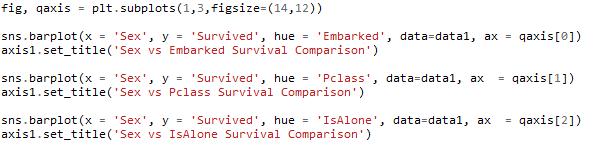 fig, qaxis = plt.subplots(1,3,figsize=(14,12))
sns.barplot(x = 'Sex', y = 'Survived', hue = 'Embarked', data=data1, ax = qaxis[0])
axis1.set_title('Sex vs Embarked Survival Comparison')
sns.barplot(x = 'Sex', y = 'Survived', hue = 'Pclass', data=data1, ax  = qaxis[1])
axis1.set_title('Sex vs Pclass Survival Comparison')
sns.barplot(x = 'Sex', y = 'Survived', hue = 'IsAlone', data=data1, ax  = qaxis[2])
axis1.set_title('Sex vs IsAlone Survival Comparison')